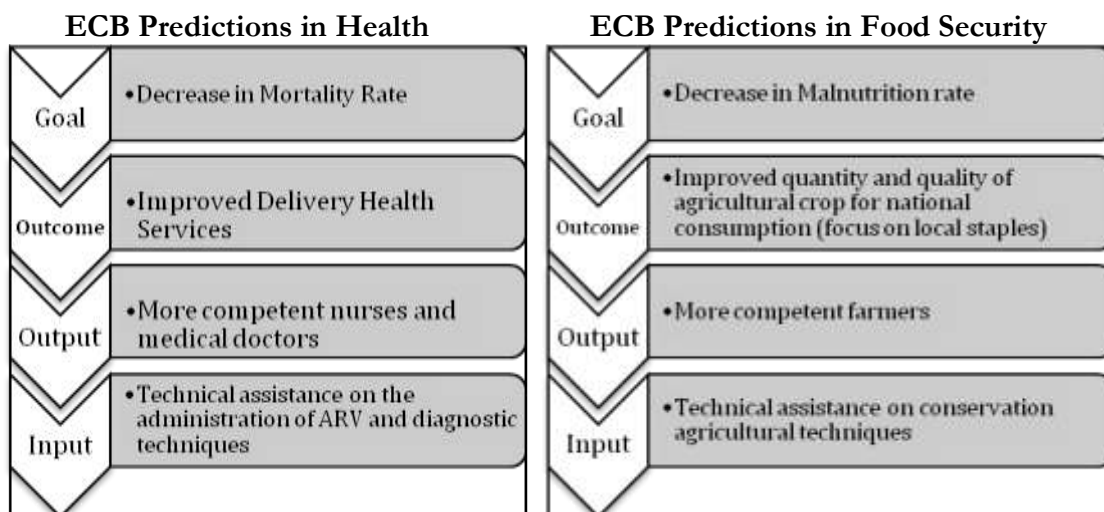 ECB Predictions in Health
Goal
•Decrease in Mortality Rate
Outcome
•Improved Delivery Health
Services
Output
•More competent nurses and
medical doctors
Input
•Technical assistance on the
administration of ARV and diagnostic
techniques
ECB Predictions in Food Security
Goal
•Decrease in Malnutrition rate
Outcome
•Improved quantity and quality of
agricultural crop for national
consumption (focus on local staples)
Output
•More competent farmers
Input
•Technical assistance on conservation
agricultural techniques